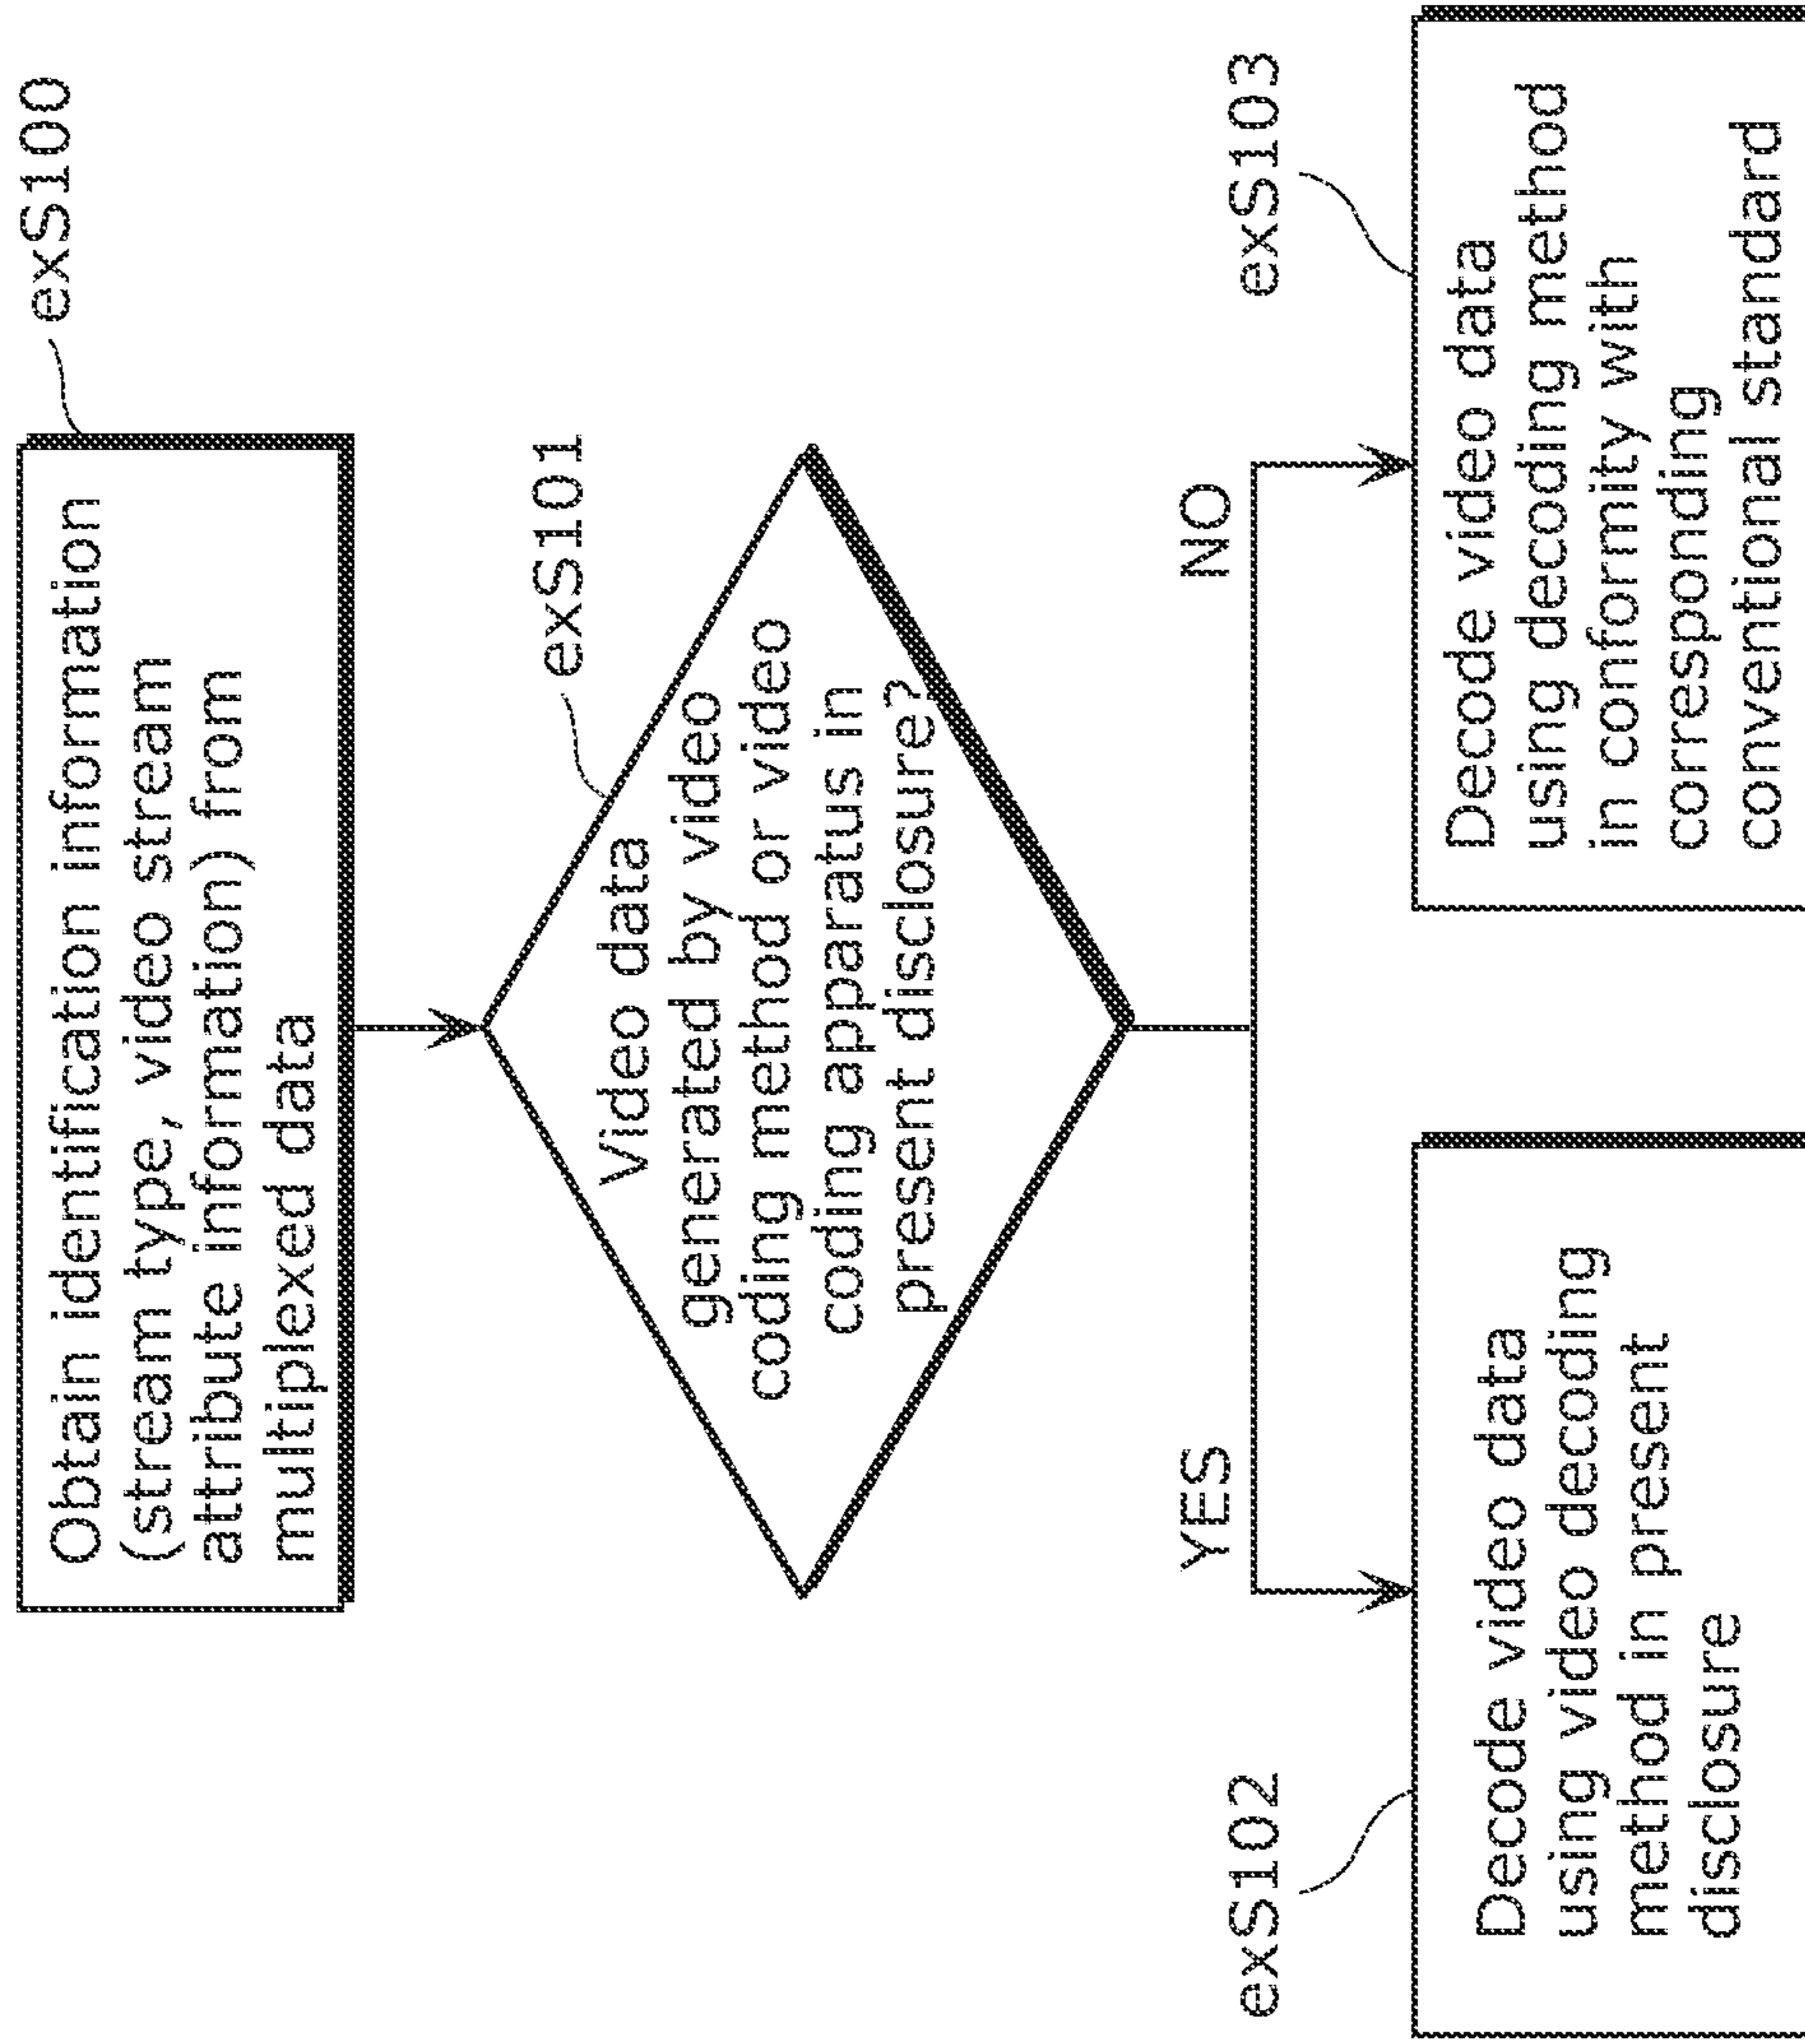 exS100
Obtain identification information
(stream type, video stream
attribute information) from
multiplexed data
exS101
Video data
generated by video
coding method or video
coding apparatus in
present disclosure?
YES
NO
exS102
Decode video data
using video decoding
method in present
disclosure
exS103
Decode video data
using decoding method
in conformity with
corresponding
conventional standard